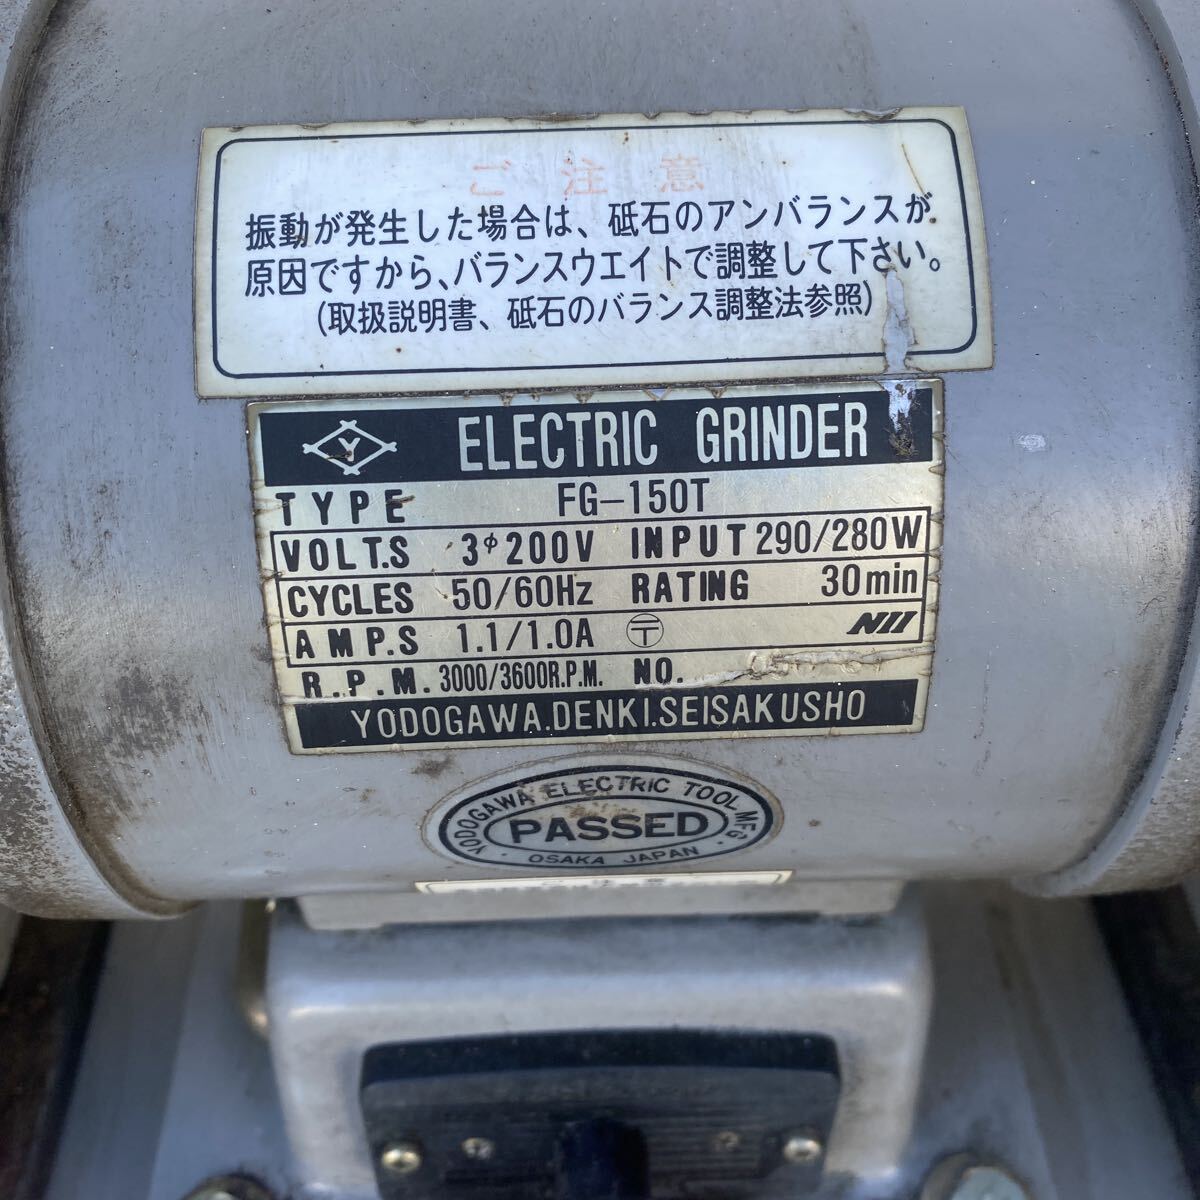 ご注意
振動が発生した場合は、砥石のアンバランスが
原因ですから、バランスウエイトで調整して下さい。
(取扱説明書、砥石のバランス調整法参照)
Y ELECTRIC GRINDER
TYPE FG-150T
VOLTS 3φ200V INPUT 290/280W
CYCLES 50/60Hz RATING 30min
AMP.S 1.1/1.0A 〒
R.P.M. 3000/3600R.P.M. NO.
YODOGAWA.DENKI.SEISAKUSHO
YODOGAWA ELECTRIC TOOL MFG
PASSED
OSAKA JAPAN